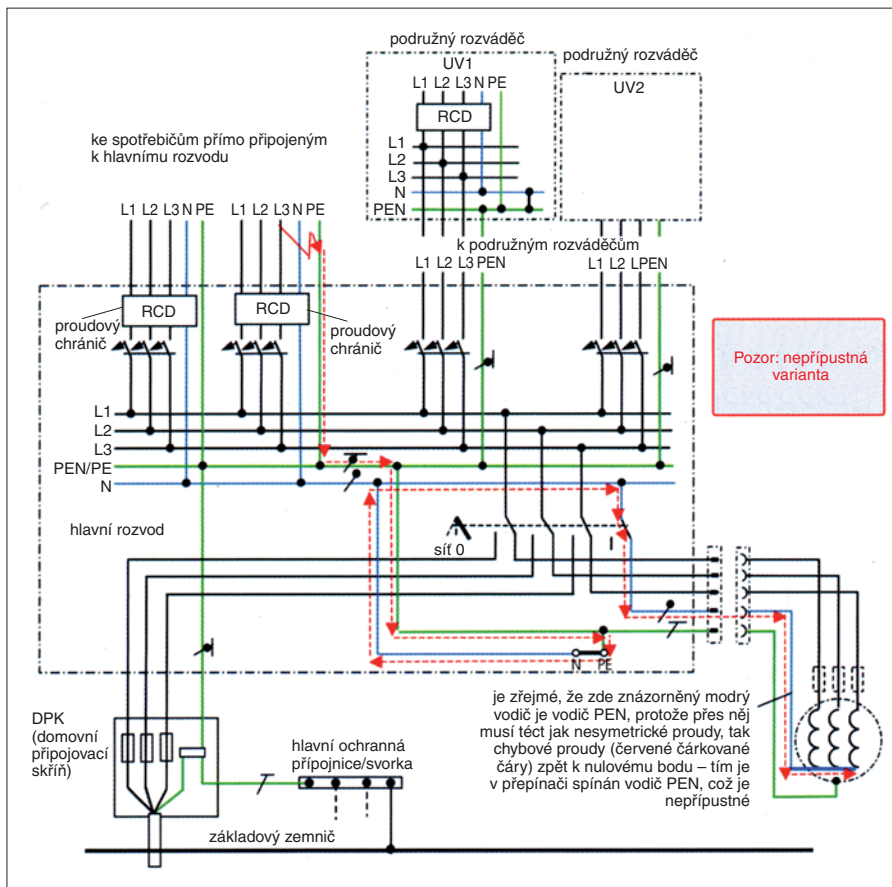 podružný rozváděč
podružný rozváděč
UV1
UV2
L1 L2 L3 N PE
RCD
ke spotřebičům přímo připojeným
k hlavnímu rozvodu
L1
L2
L3
N
PEN
L1 L2 L3 N PE
L1 L2 L3 N PE
k podružným rozváděčům
L1 L2 L3 PEN
L1 L2 LPEN
RCD
RCD
proudový
chránič
proudový
chránič
Pozor: nepřípustná
varianta
L1
L2
L3
PEN/PE
N
hlavní rozvod
síť 0
I
N PE
DPK
(domovní
připojovací
skříň)
hlavní ochranná
přípojnice/svorka
je zřejmé, že zde znázorněný modrý
vodič je vodič PEN, protože přes něj
musí téct jak nesymetrické proudy, tak
chybové proudy (červené čárkované
čáry) zpět k nulovému bodu – tím je
v přepínači spínán vodič PEN, což je
nepřípustné
základový zemnič